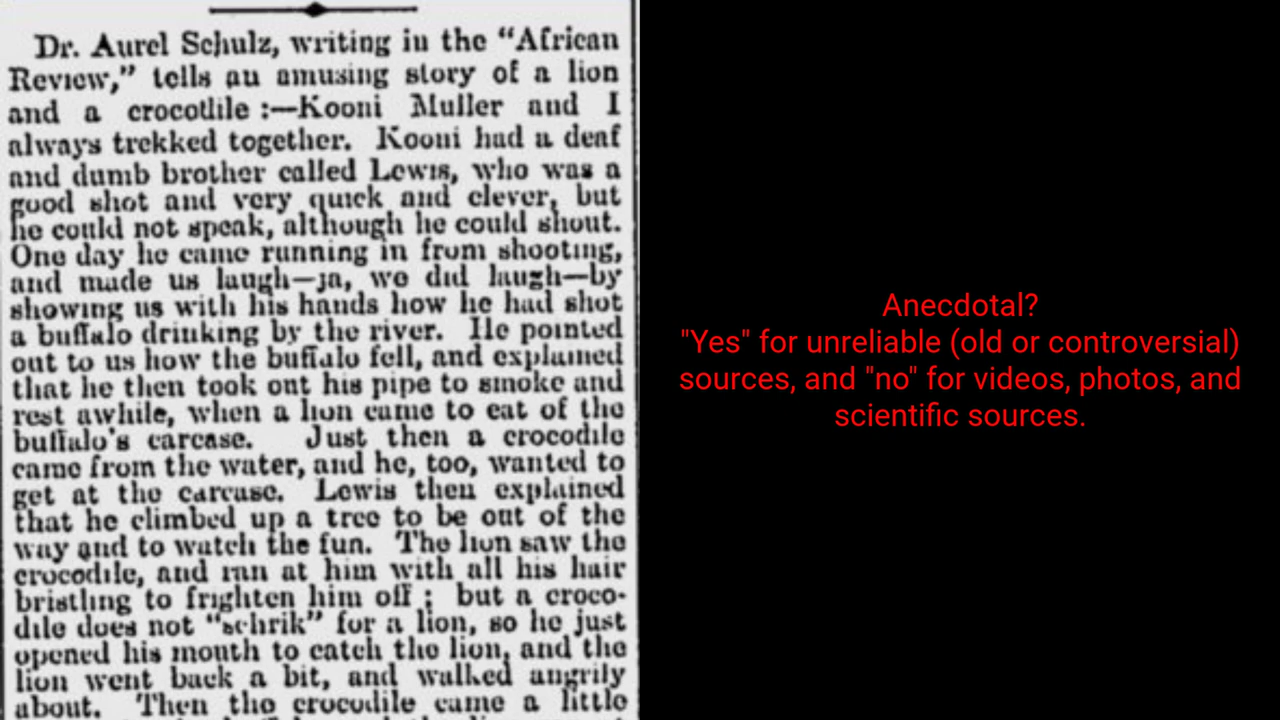 Dr. Aurel Schulz, writing in the "African
Review," tells an amusing story of a lion
and a crocodile :—Kooni Muller and I
always trekked together. Kooni had a deaf
and dumb brother called Lewis, who was a
good shot and very quick and clever, but
he could not speak, although he could shout.
One day he came running in from shooting,
and made us laugh—ja, we did laugh—by
showing us with his hands how he had shot
a buffalo drinking by the river. He pointed
out to us how the buffalo fell, and explained
that he then took out his pipe to smoke and
rest awhile, when a lion came to eat of the
buffalo's carcase. Just then a crocodile
came from the water, and he, too, wanted to
get at the carcase. Lewis then explained
that he climbed up a tree to be out of the
way and to watch the fun. The lion saw the
crocodile, and ran at him with all his hair
bristling to frighten him off ; but a croco-
dile does not "schrik" for a lion, so he just
opened his mouth to catch the lion, and the
lion went back a bit, and walked angrily
about. Then the crocodile came a little
Anecdotal?
"Yes" for unreliable (old or controversial)
sources, and "no" for videos, photos, and
scientific sources.